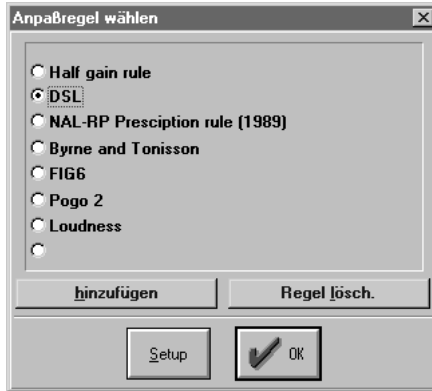 Anpaßregel wählen
Half gain rule
DSL
NAL-RP Presciption rule (1989)
Byrne and Tonisson
FIG6
Pogo 2
Loudness
hinzufügen Regel lösch.
Setup OK